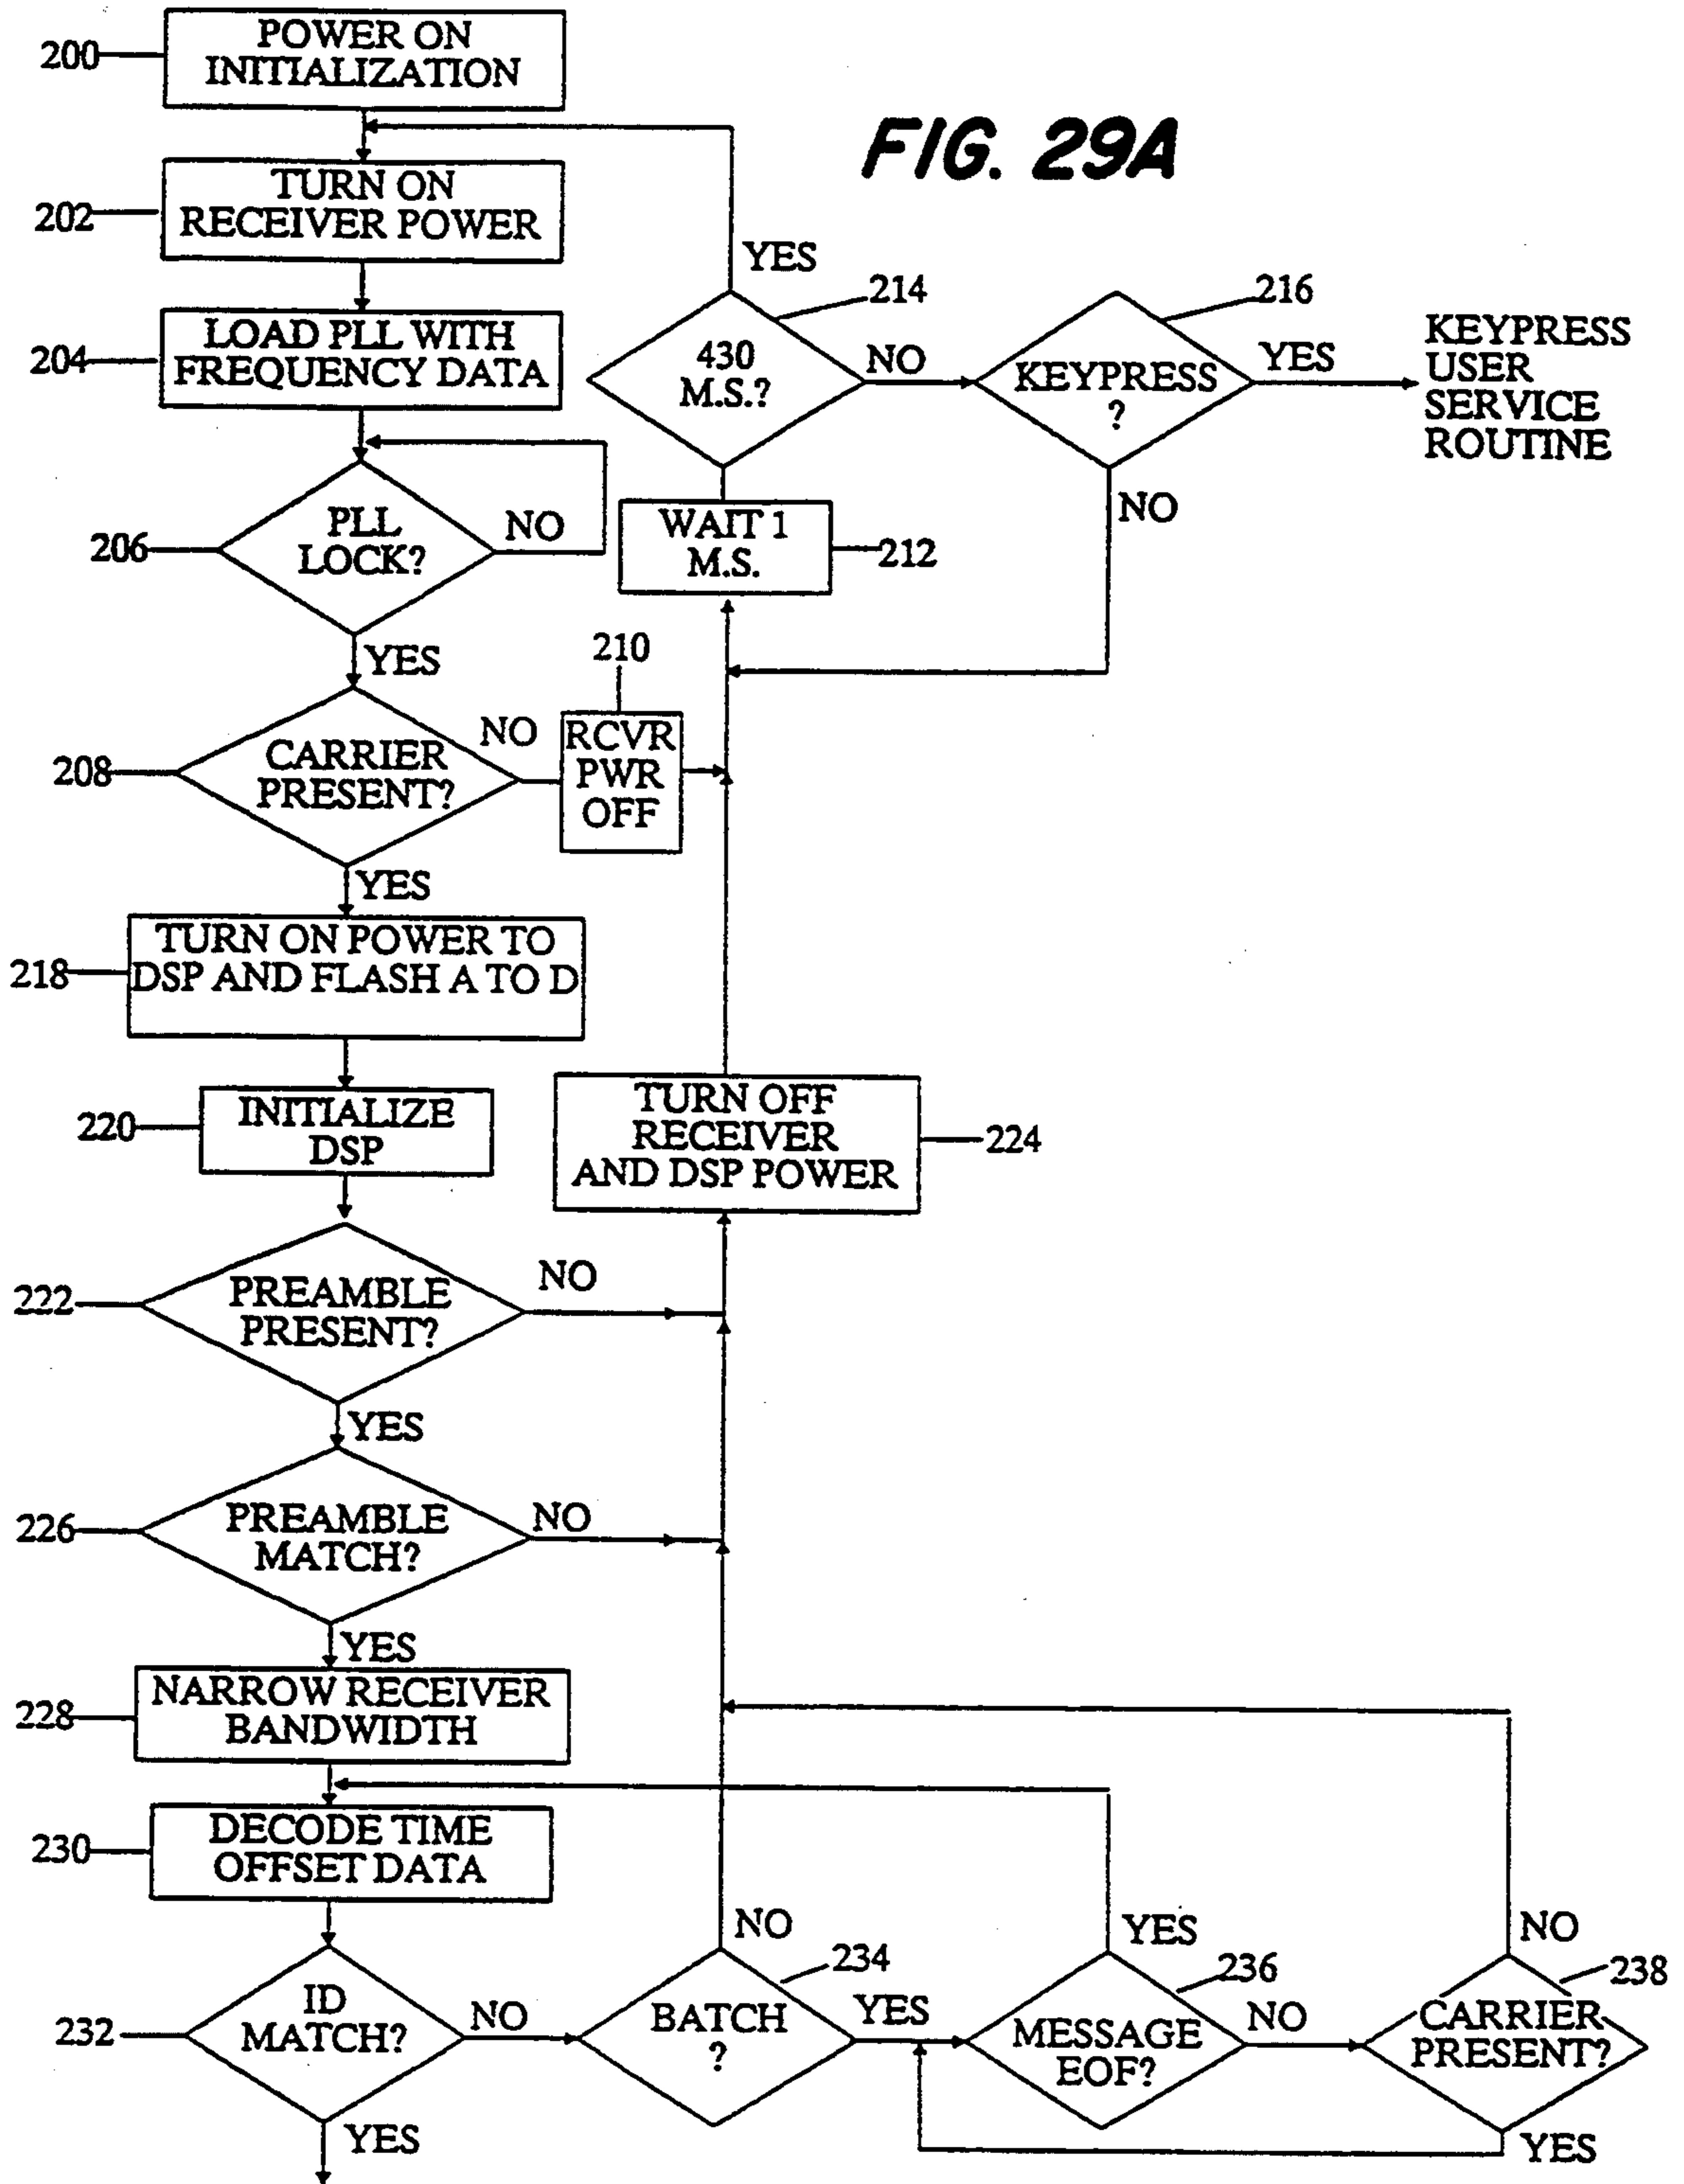 200
POWER ON
INITIALIZATION
FIG. 29A
202
TURN ON
RECEIVER POWER
YES
214
216
204
LOAD PLL WITH
FREQUENCY DATA
430
M.S.?
NO
KEYPRESS
?
YES
KEYPRESS
USER
SERVICE
ROUTINE
206
PLL
LOCK?
NO
WAIT 1
M.S.
212
NO
YES
210
208
CARRIER
PRESENT?
NO
RCVR
PWR
OFF
YES
218
TURN ON POWER TO
DSP AND FLASH A TO D
220
INITIALIZE
DSP
TURN OFF
RECEIVER
AND DSP POWER
224
222
PREAMBLE
PRESENT?
NO
YES
226
PREAMBLE
MATCH?
NO
YES
228
NARROW RECEIVER
BANDWIDTH
230
DECODE TIME
OFFSET DATA
NO
YES
NO
234
236
238
232
ID
MATCH?
NO
BATCH
?
YES
MESSAGE
EOF?
NO
CARRIER
PRESENT?
YES
YES